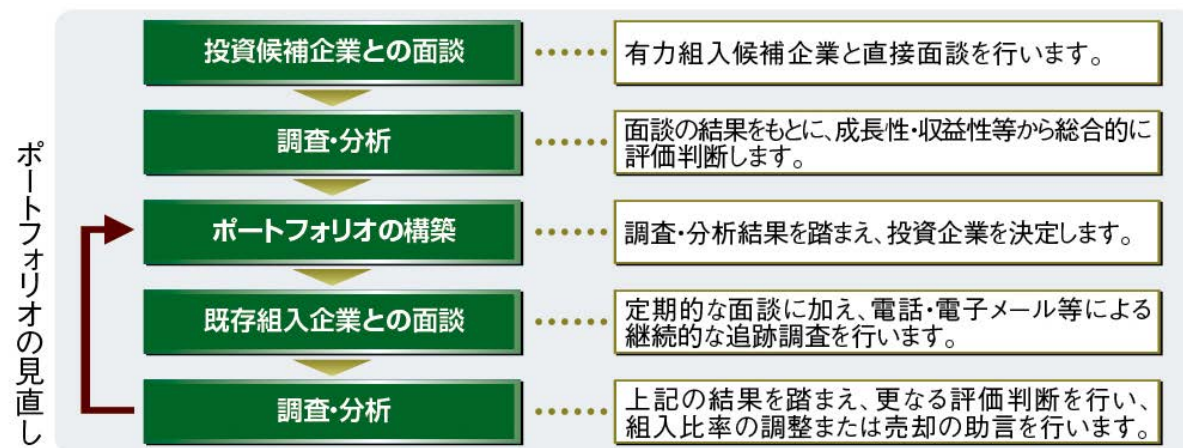 投資候補企業との面談
有力組入候補企業と直接面談を行います。
調査・分析
面談の結果をもとに、成長性・収益性等から総合的に
評価判断します。
ポートフォリオの構築
調査・分析結果を踏まえ、投資企業を決定します。
既存組入企業との面談
定期的な面談に加え、電話・電子メール等による
継続的な追跡調査を行います。
調査・分析
上記の結果を踏まえ、更なる評価判断を行い、
組入比率の調整または売却の助言を行います。
ポートフォリオの見直し